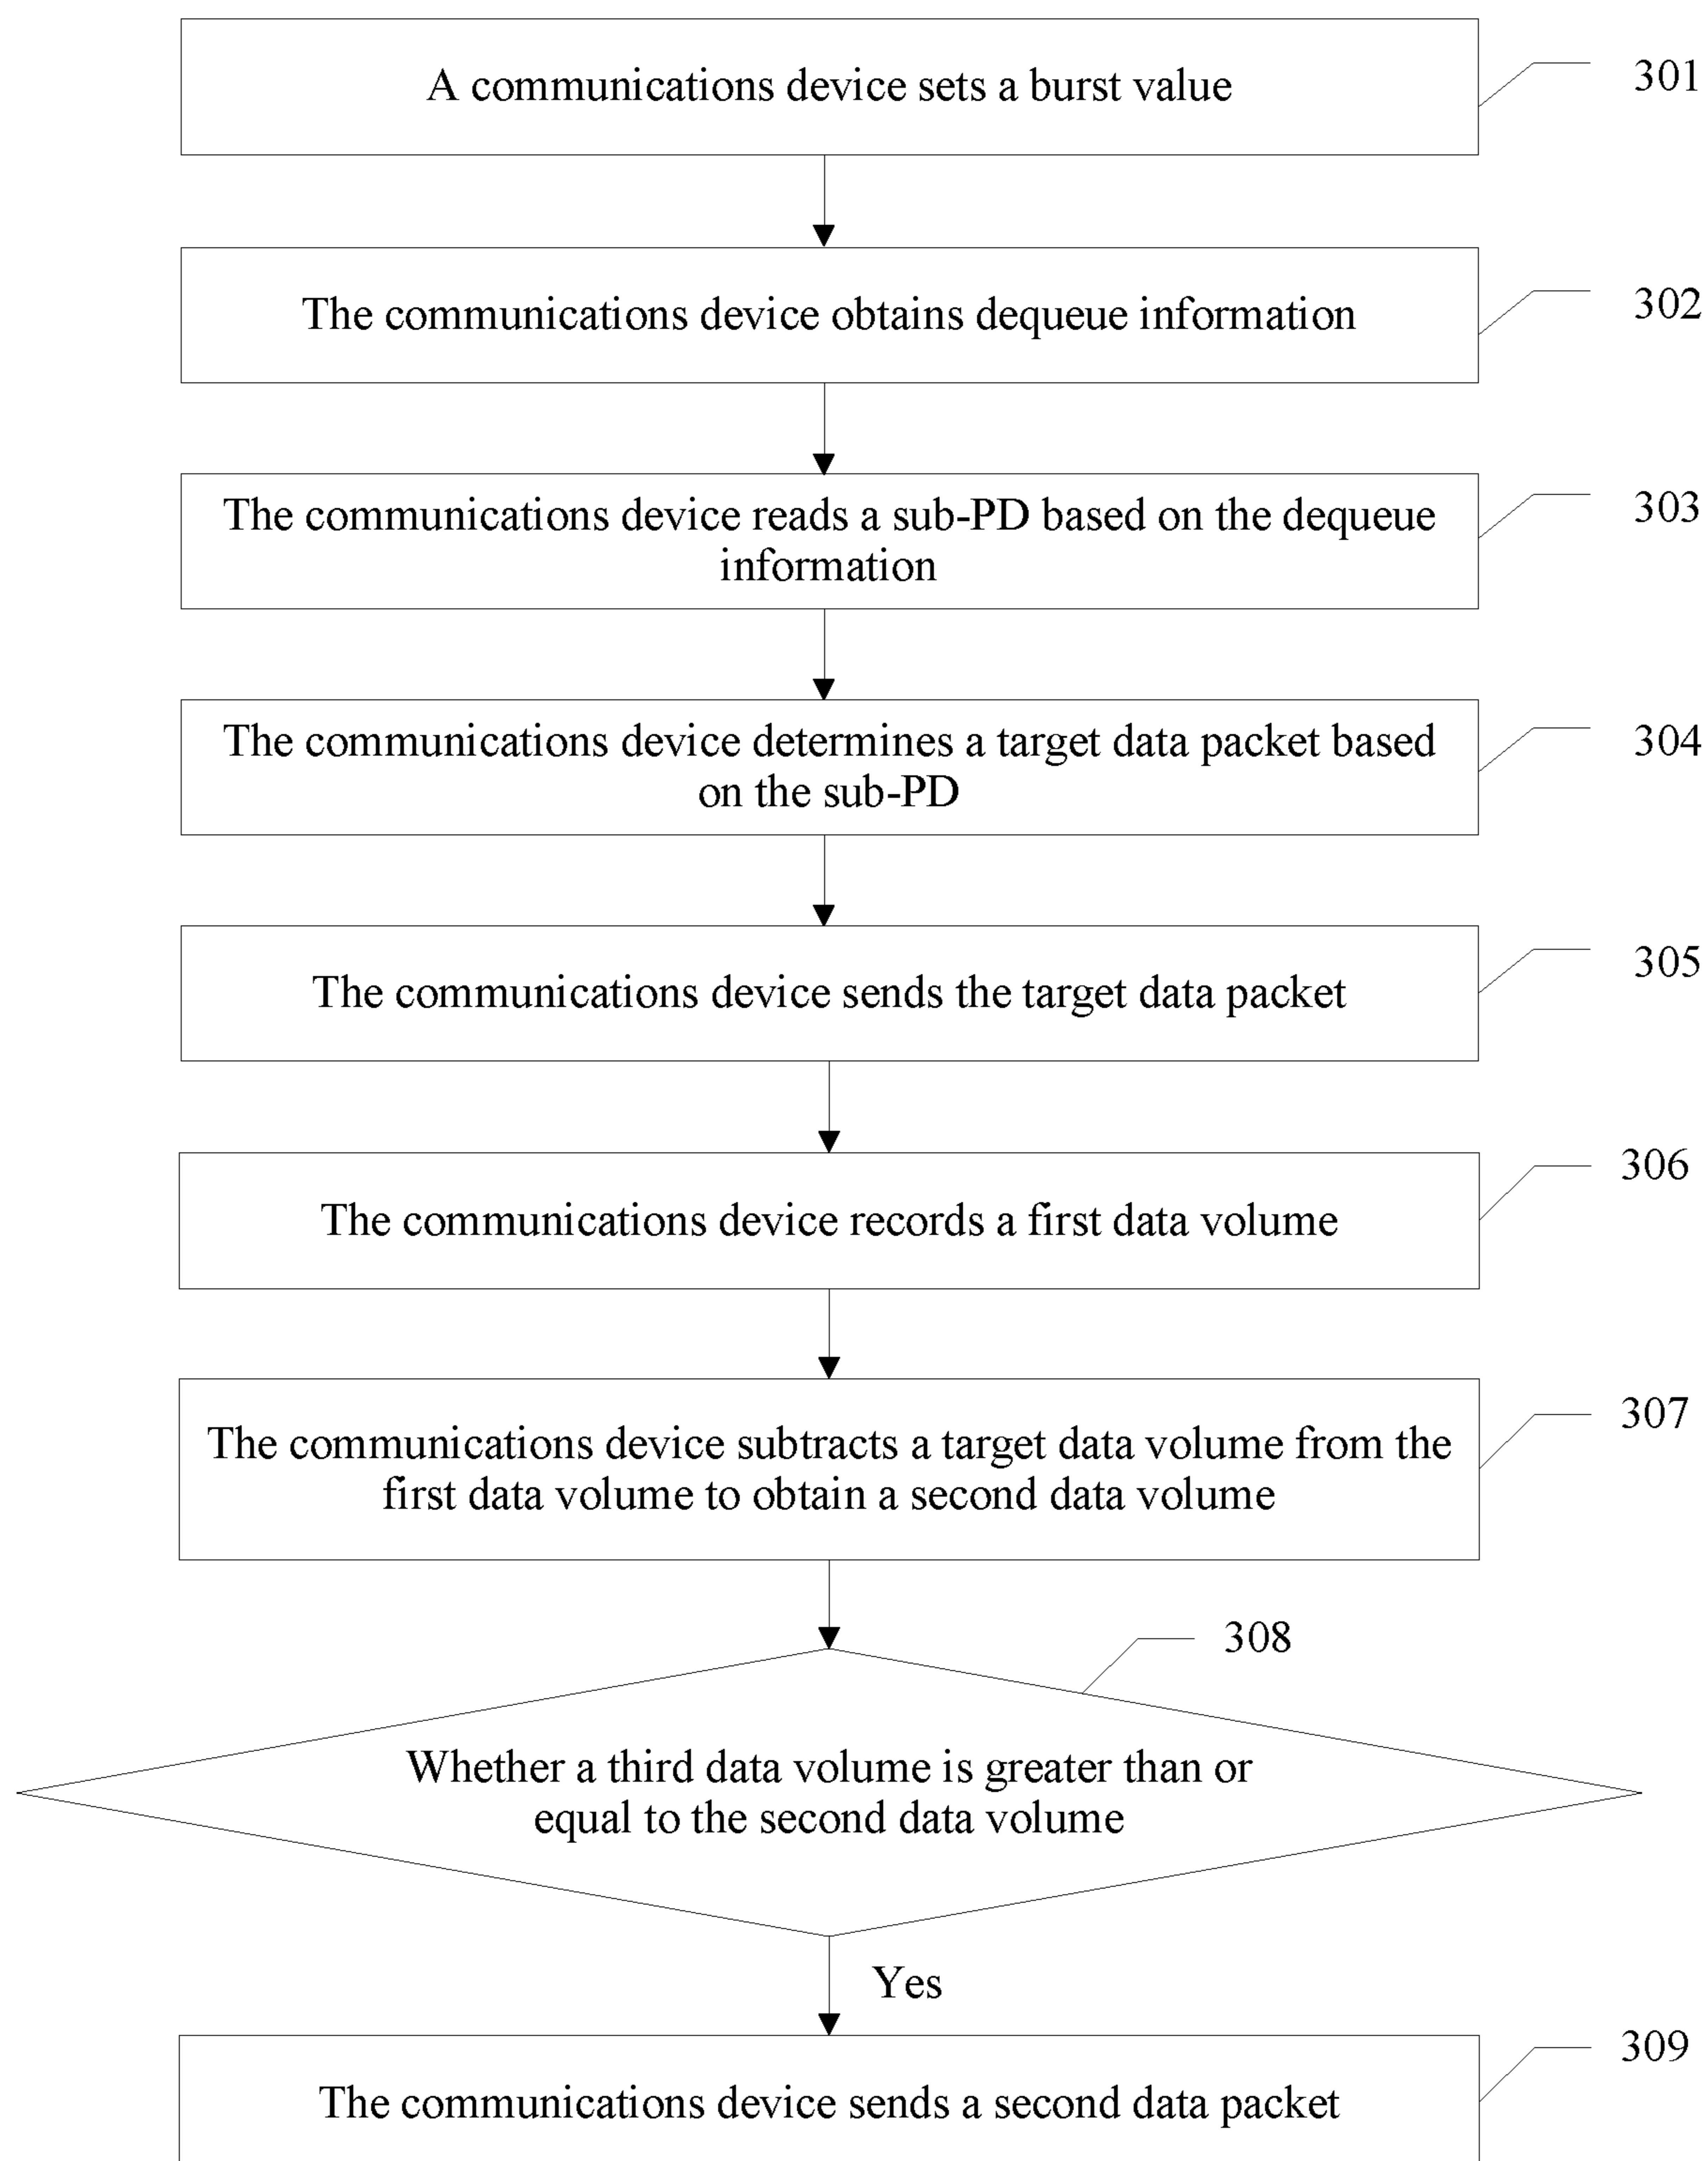 A communications device sets a burst value
301
The communications device obtains dequeue information
302
The communications device reads a sub-PD based on the dequeue
information
303
The communications device determines a target data packet based
on the sub-PD
304
The communications device sends the target data packet
305
The communications device records a first data volume
306
The communications device subtracts a target data volume from the
first data volume to obtain a second data volume
307
308
Whether a third data volume is greater than or
equal to the second data volume
Yes
The communications device sends a second data packet
309